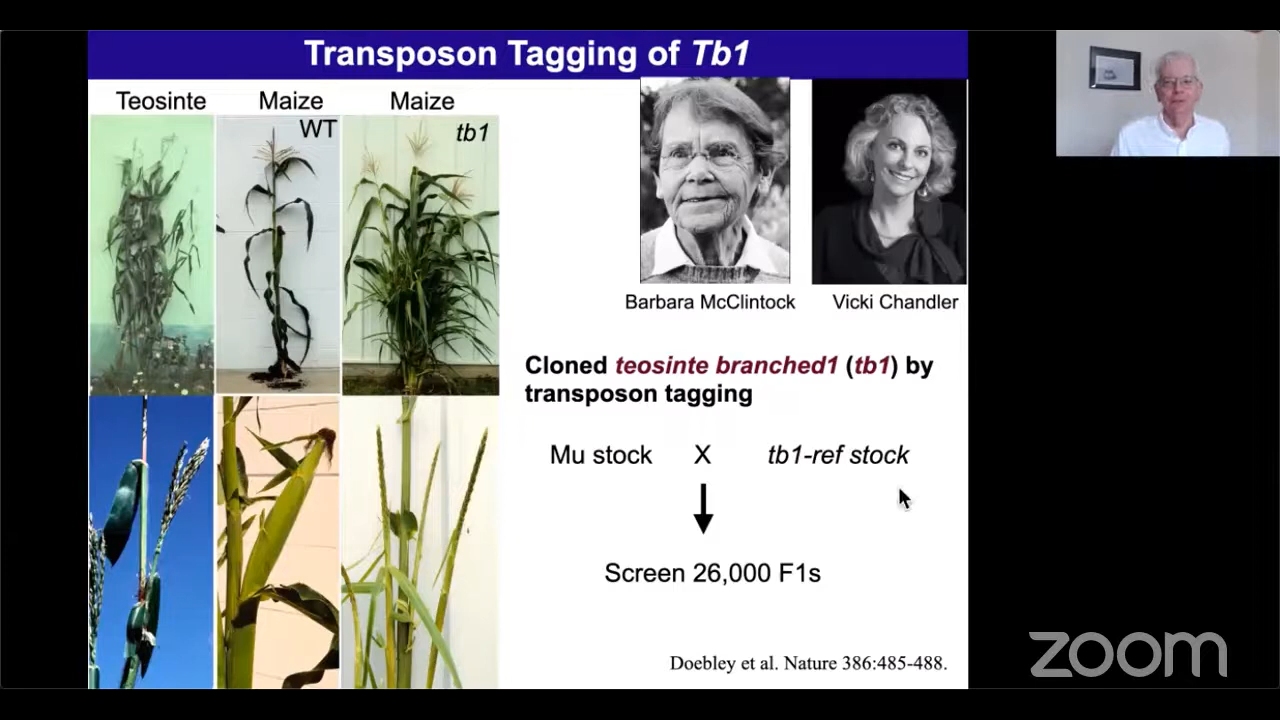 Transposon Tagging of Tb1
Teosinte
Maize
WT
Maize
tb1
Barbara McClintock
Vicki Chandler
Cloned teosinte branched1 (tb1) by
transposon tagging
Mu stock X tb1-ref stock
Screen 26,000 F1s
Doebley et al. Nature 386:485-488.
zoom